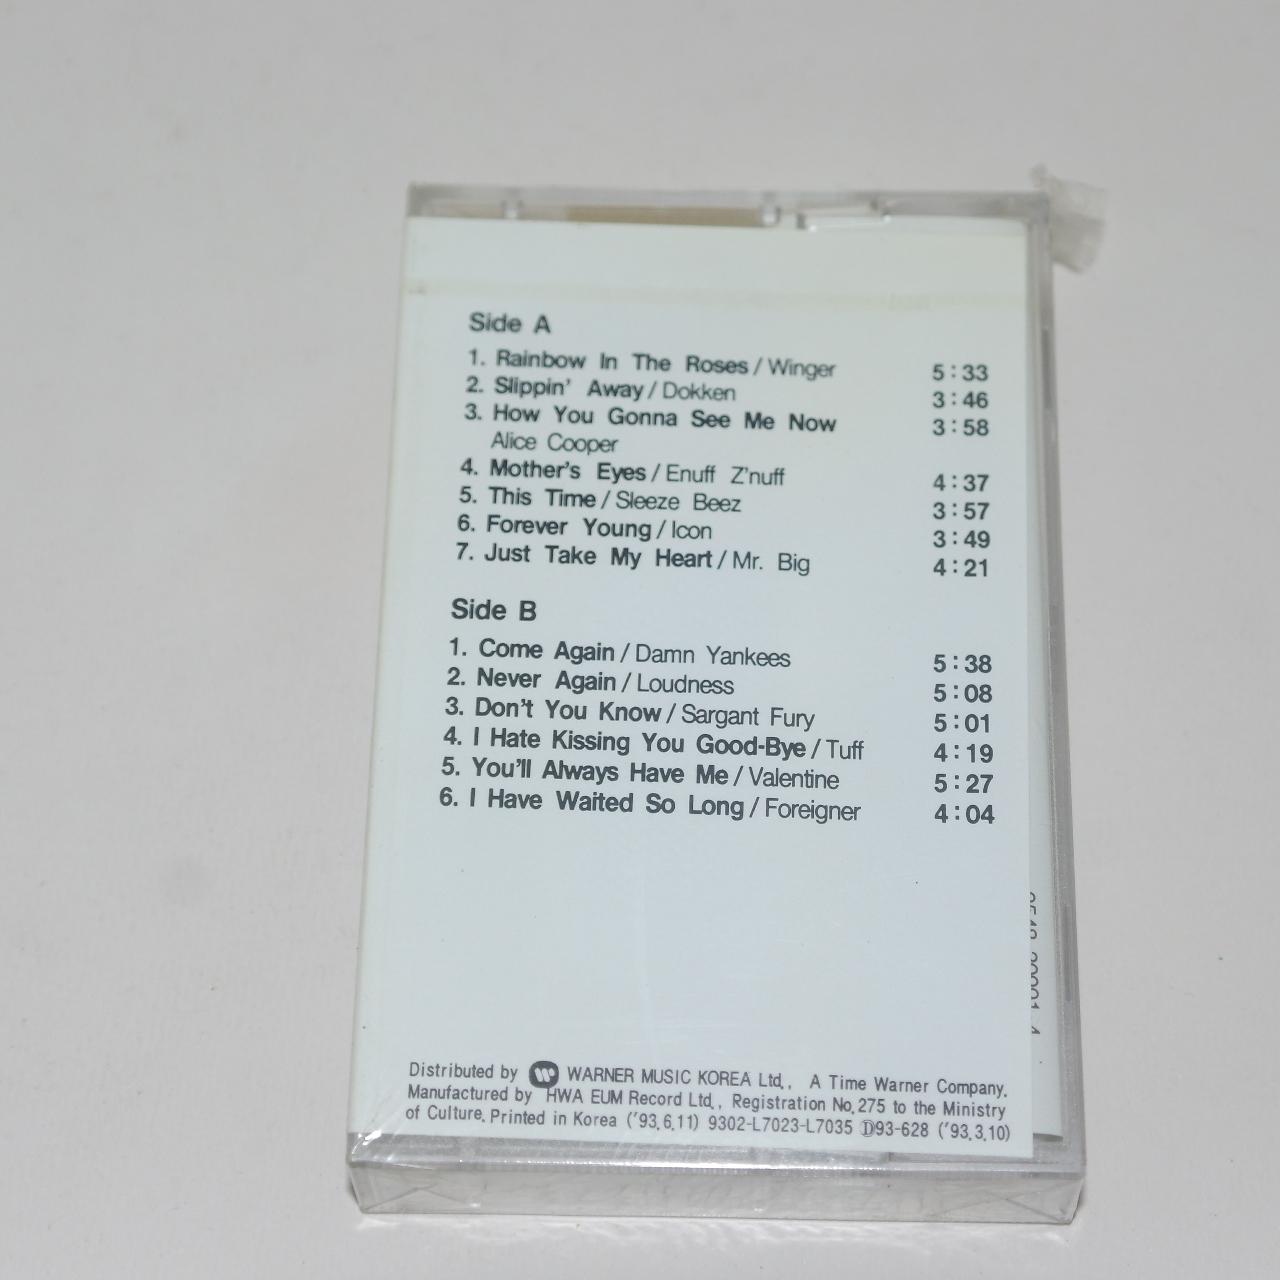 Side A
1. Rainbow In The Roses / Winger 5:33
2. Slippin' Away / Dokken 3:46
3. How You Gonna See Me Now 3:58
Alice Cooper
4. Mother's Eyes / Enuff Z'nuff 4:37
5. This Time / Sleeze Beez 3:57
6. Forever Young / Icon 3:49
7. Just Take My Heart / Mr. Big 4:21
Side B
1. Come Again / Damn Yankees 5:38
2. Never Again / Loudness 5:08
3. Don't You Know / Sargant Fury 5:01
4. I Hate Kissing You Good-Bye / Tuff 4:19
5. You'll Always Have Me / Valentine 5:27
6. I Have Waited So Long / Foreigner 4:04
Distributed by WARNER MUSIC KOREA Ltd., A Time Warner Company.
Manufactured by HWA EUM Record Ltd., Registration No.275 to the Ministry
of Culture. Printed in Korea ('93.6.11) 9302-L7023-L7035 Ⓓ93-628 ('93.3.10)